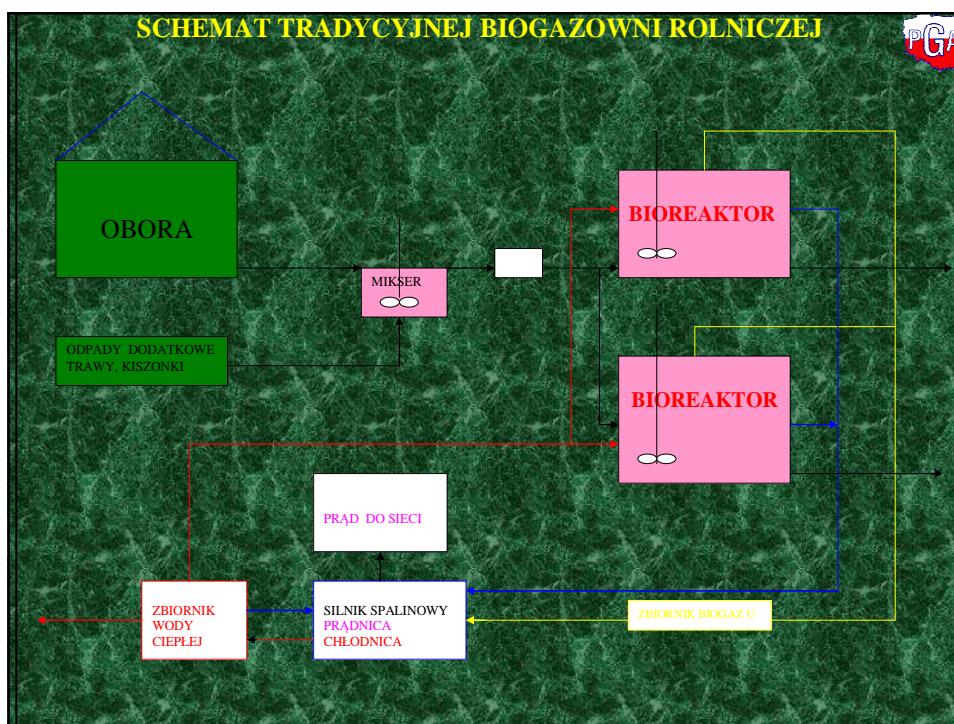 SCHEMAT TRADYCYJNEJ BIOGAZOWNI ROLNICZEJ
PGA
OBORA
BIOREAKTOR
MIKSER
ODPADY DODATKOWE
TRAWY, KISZONKI
BIOREAKTOR
PRĄD DO SIECI
ZBIORNIK
WODY
CIEPŁEJ
SILNIK SPALINOWY
PRĄDNICA
CHŁODNICA
ZBIORNIK BIOGAZ U